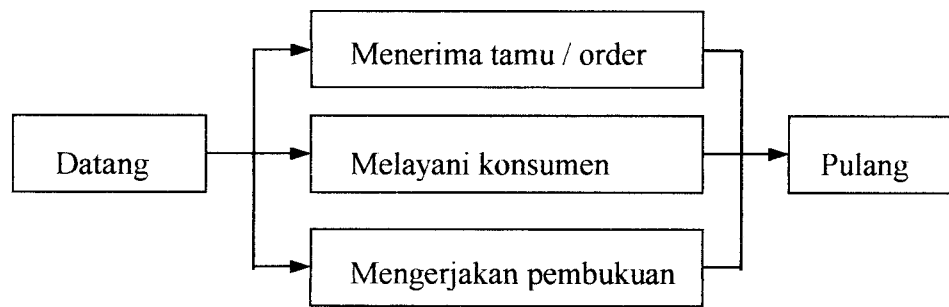 Datang
Menerima tamu / order
Melayani konsumen
Mengerjakan pembukuan
Pulang